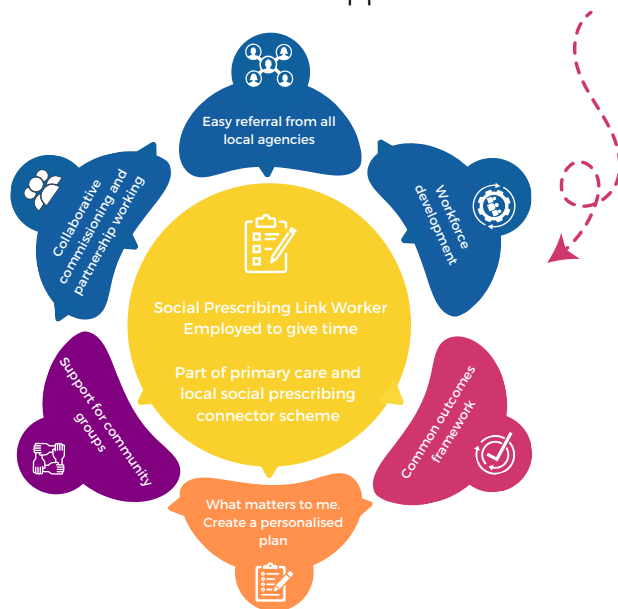 Easy referral from all
local agencies
Workforce
development
Common outcomes
framework
What matters to me.
Create a personalised
plan
Support for community
groups
Collaborative
commissioning and
partnership working
Social Prescribing Link Worker
Employed to give time
Part of primary care and
local social prescribing
connector scheme